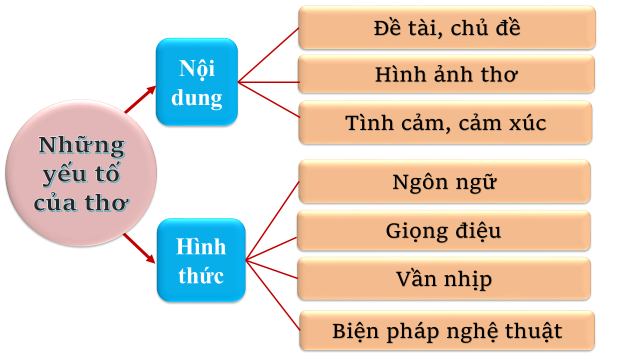 Những
yếu tố
của thơ
Nội
dung
Đề tài, chủ đề
Hình ảnh thơ
Tình cảm, cảm xúc
Hình
thức
Ngôn ngữ
Giọng điệu
Vần nhịp
Biện pháp nghệ thuật